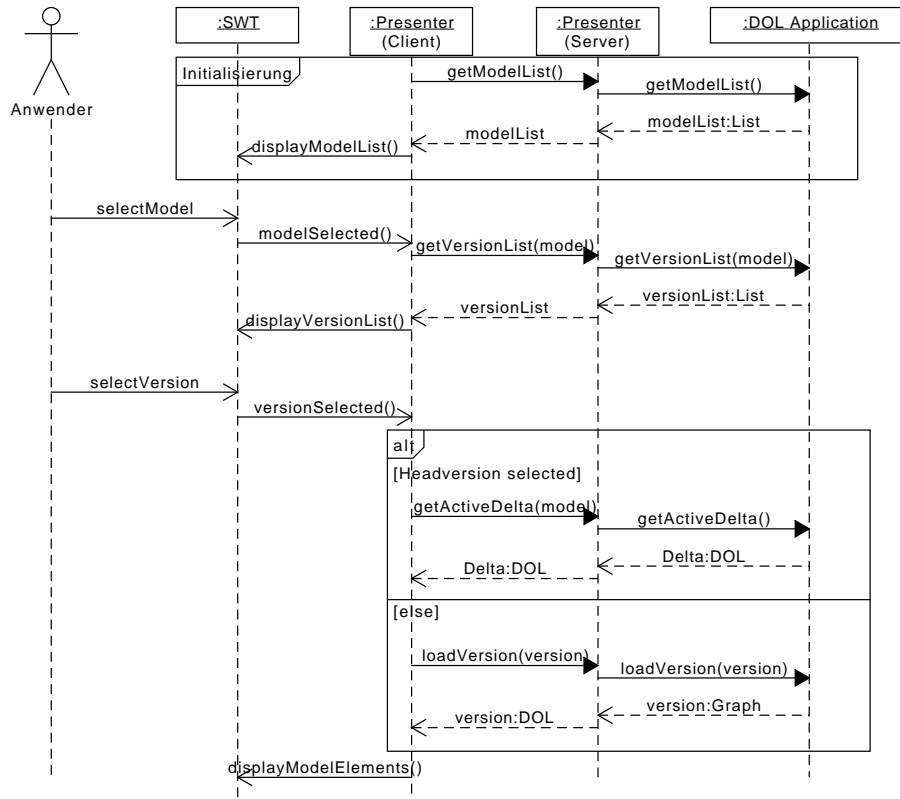 :SWT
:Presenter
(Client)
:Presenter
(Server)
:DOL Application
Anwender
Initialisierung
getModelList()
getModelList()
modelList:List
modelList
displayModelList()
selectModel
modelSelected()
getVersionList(model)
getVersionList(model)
versionList:List
versionList
displayVersionList()
selectVersion
versionSelected()
alt
[Headversion selected]
getActiveDelta(model)
getActiveDelta()
Delta:DOL
Delta:DOL
[else]
loadVersion(version)
loadVersion(version)
version:Graph
version:DOL
displayModelElements()